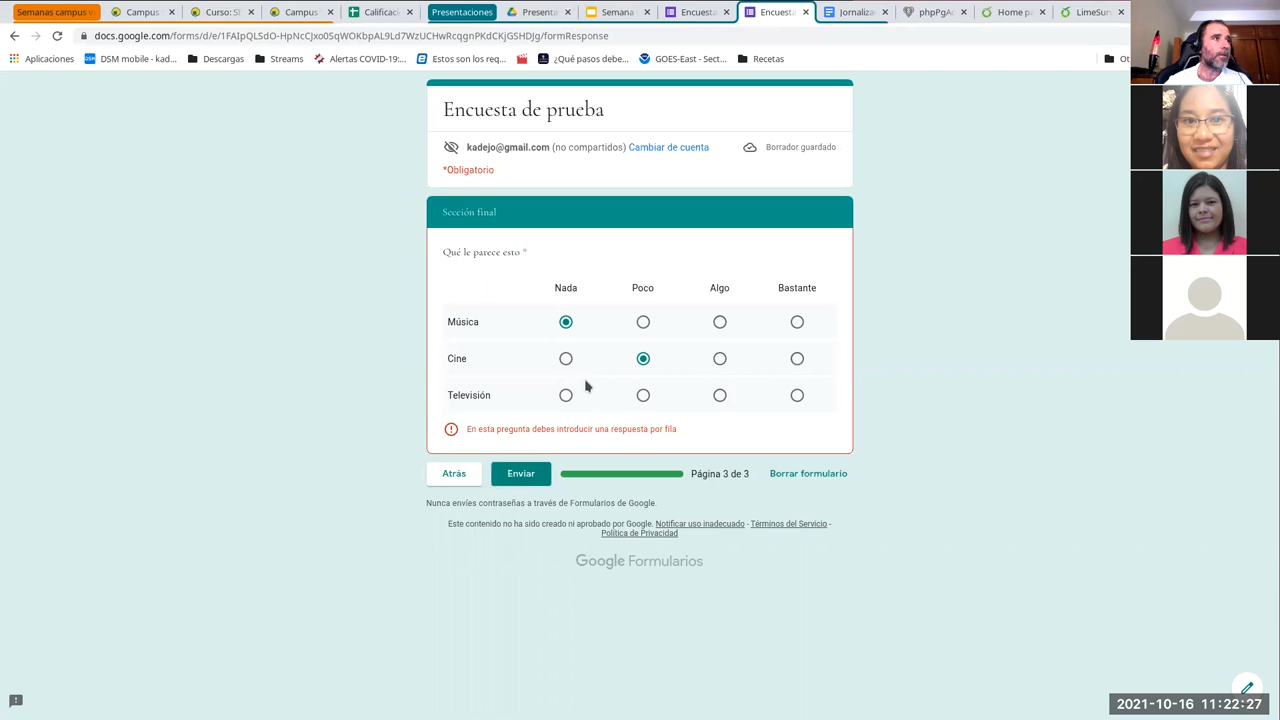 Semanas campus v
Campus
Curso: SI
Campus
Calificació
Presentaciones
Presenta
Semana
Encuest
Encuest
Jornaliza
phpPgA
Home p
LimeSur
docs.google.com/forms/d/e/1FAIpQLSdO-HpNcCJxo0SqWOKbpAL9Ld7WzUCHwRcqgnPKdCKjGSHDJg/formResponse
Aplicaciones
DSM mobile - kad...
Descargas
Streams
Alertas COVID-19:...
Estos son los req...
¿Qué pasos debe...
GOES-East - Sect...
Recetas
Ot
Encuesta de prueba
kadejo@gmail.com (no compartidos) Cambiar de cuenta
Borrador guardado
*Obligatorio
Sección final
Qué le parece esto *
Nada Poco Algo Bastante
Música
Cine
Televisión
En esta pregunta debes introducir una respuesta por fila
Atrás
Enviar
Página 3 de 3
Borrar formulario
Nunca envíes contraseñas a través de Formularios de Google.
Este contenido no ha sido creado ni aprobado por Google. Notificar uso inadecuado - Términos del Servicio -
Política de Privacidad
Google Formularios
2021-10-16 11:22:27